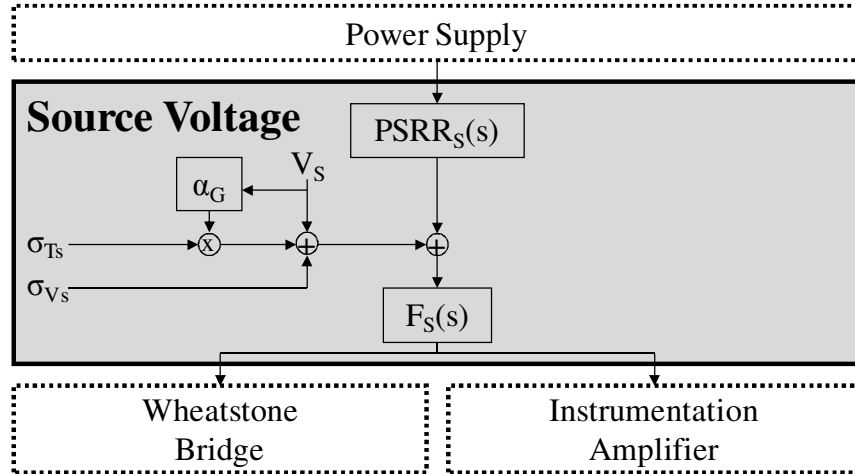 Power Supply
Source Voltage
PSRR_S(s)
V_S
α_G
σ_Ts
x
+
+
σ_Vs
F_S(s)
Wheatstone
Bridge
Instrumentation
Amplifier